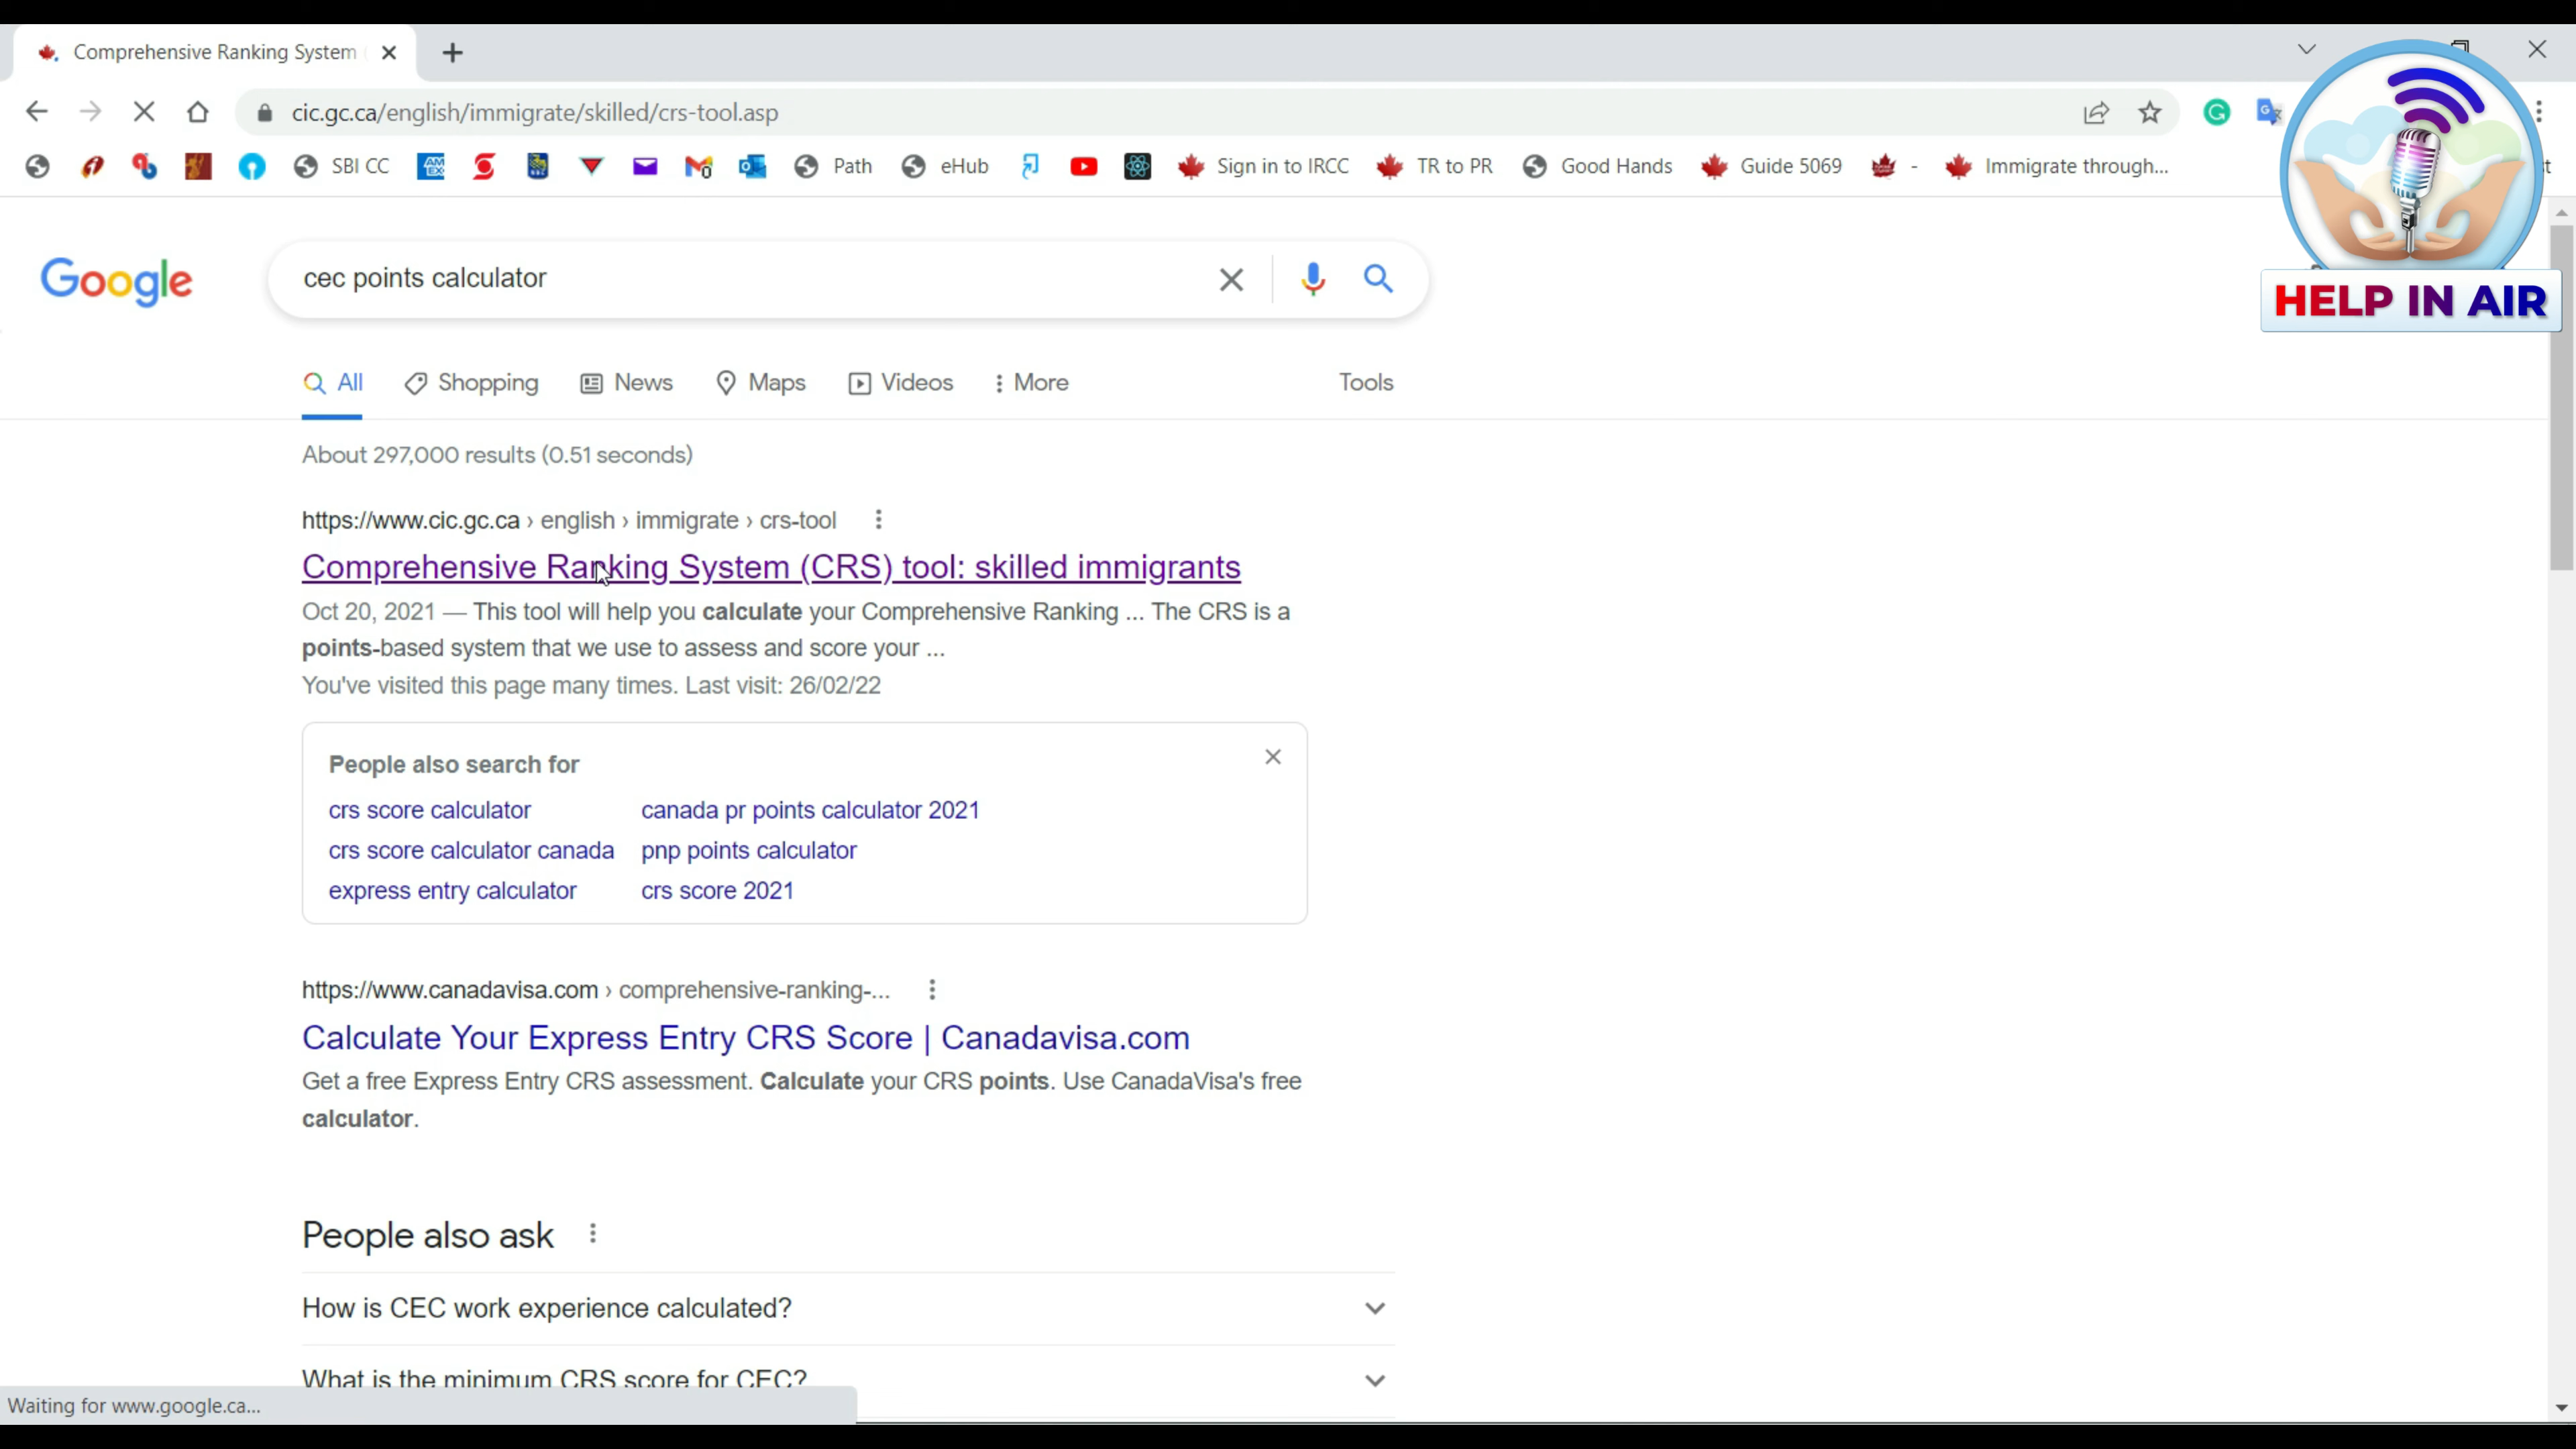 Comprehensive Ranking System
cic.gc.ca/english/immigrate/skilled/crs-tool.asp
SBI CC
AM EX
Path
eHub
Sign in to IRCC
TR to PR
Good Hands
Guide 5069
-
Immigrate through...
HELP IN AIR
Google
cec points calculator
All
Shopping
News
Maps
Videos
More
Tools
About 297,000 results (0.51 seconds)
https://www.cic.gc.ca › english › immigrate › crs-tool
Comprehensive Ranking System (CRS) tool: skilled immigrants
Oct 20, 2021 — This tool will help you calculate your Comprehensive Ranking ... The CRS is a
points-based system that we use to assess and score your ...
You've visited this page many times. Last visit: 26/02/22
People also search for
crs score calculator
canada pr points calculator 2021
crs score calculator canada
pnp points calculator
express entry calculator
crs score 2021
https://www.canadavisa.com › comprehensive-ranking-...
Calculate Your Express Entry CRS Score | Canadavisa.com
Get a free Express Entry CRS assessment. Calculate your CRS points. Use CanadaVisa's free
calculator.
People also ask
How is CEC work experience calculated?
What is the minimum CRS score for CEC?
Waiting for www.google.ca...